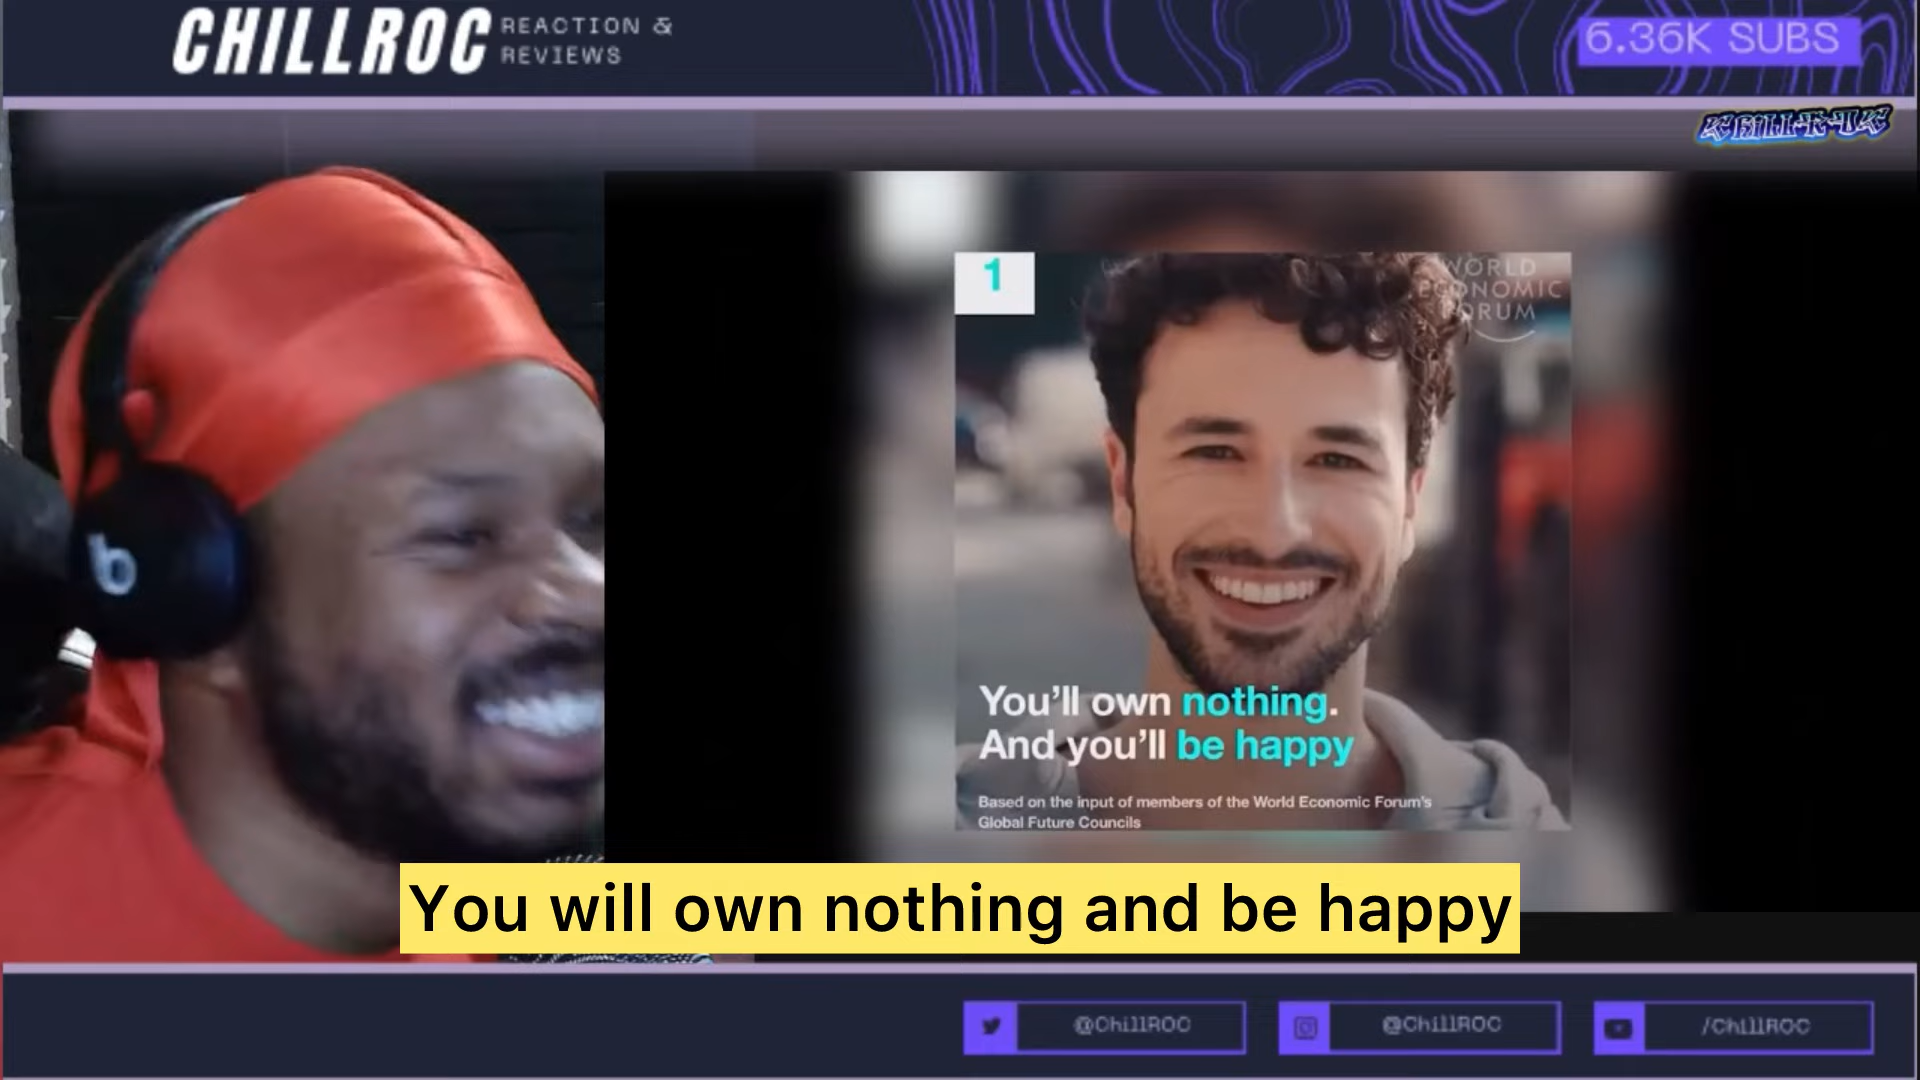 CHILLROC
REACTION &
REVIEWS
6.36K SUBS
CHILL-R-OC
1
WORLD
ECONOMIC
FORUM
You'll own nothing.
And you'll be happy
Based on the input of members of the World Economic Forum's
Global Future Councils
You will own nothing and be happy
@ChillROC
@ChillROC
/ChillROC